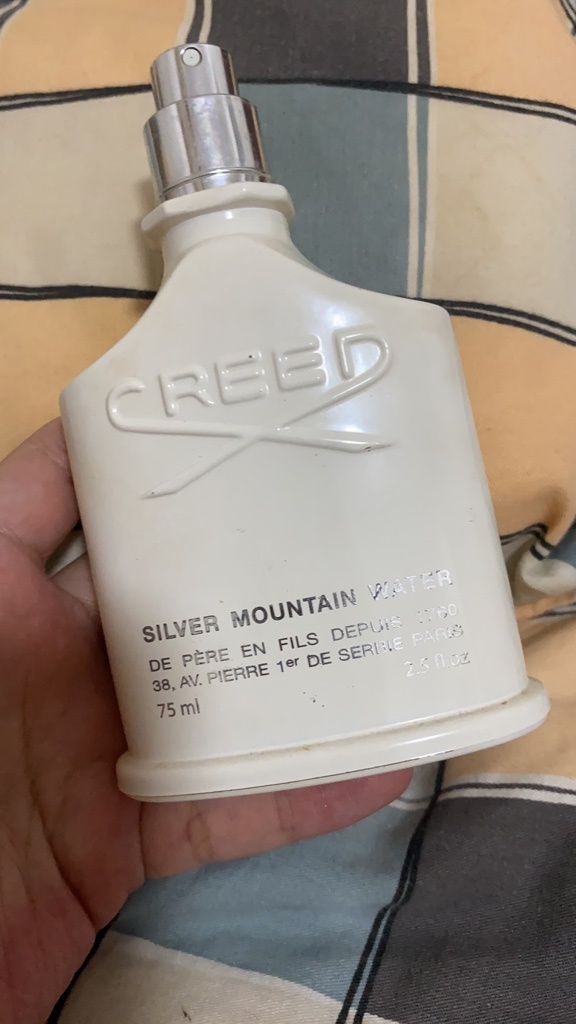 CREED
SILVER MOUNTAIN WATER
DE PÈRE EN FILS DEPUIS 1760
38, AV. PIERRE 1er DE SERBIE PARIS
75 ml 2.5 fl.oz